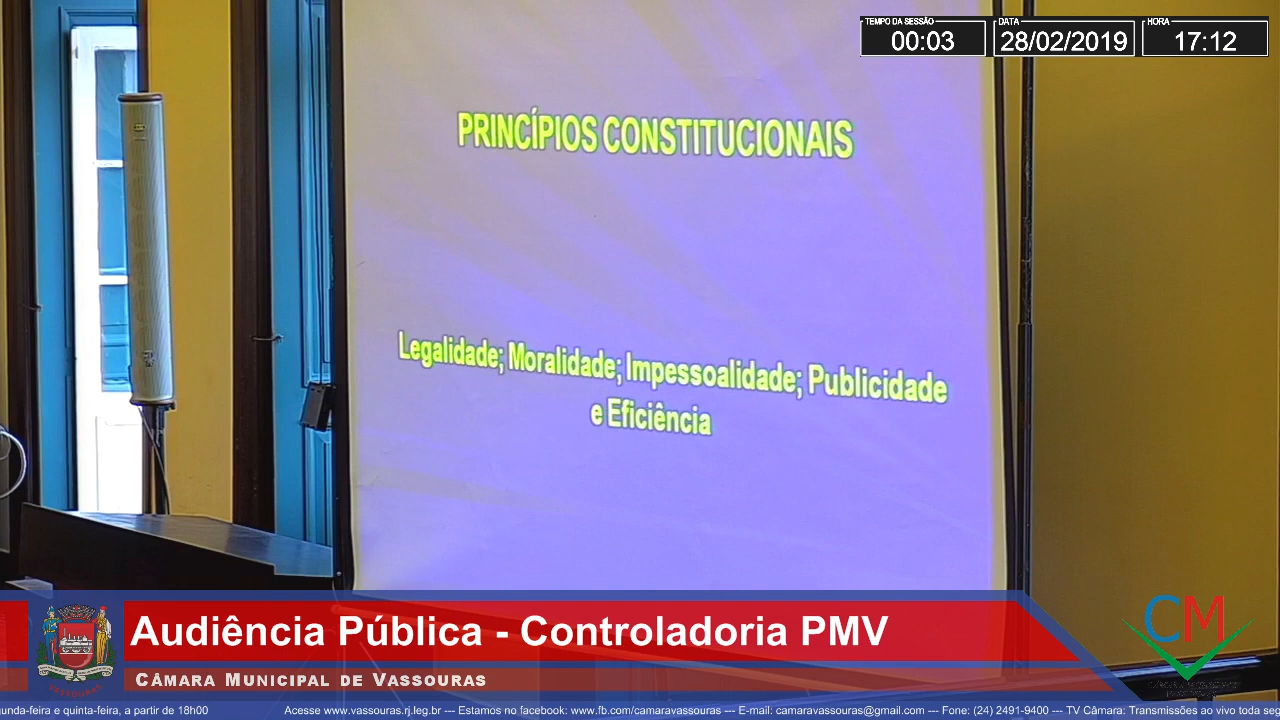 TEMPO DA SESSÃO
00:03
DATA
28/02/2019
HORA
17:12
PRINCÍPIOS CONSTITUCIONAIS
Legalidade; Moralidade; Impessoalidade; Publicidade
e Eficiência
Audiência Pública - Controladoria PMV
CÂMARA MUNICIPAL DE VASSOURAS
CM
VASSOURAS
unda-feira e quinta-feira, a partir de 18h00 Acesse www.vassouras.rj.leg.br --- Estamos no facebook: www.fb.com/camaravassouras --- E-mail: camaravassouras@gmail.com --- Fone: (24) 2491-9400 --- TV Câmara: Transmissões ao vivo toda seg